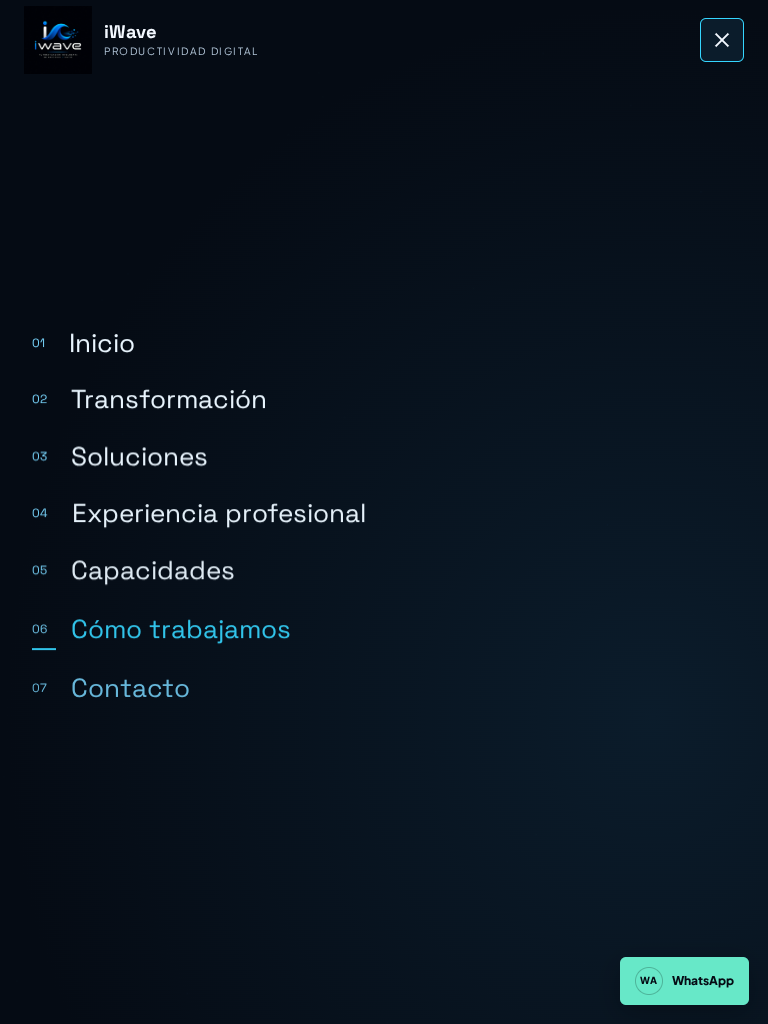 iwave
iWave
PRODUCTIVIDAD DIGITAL
01 Inicio
02 Transformación
03 Soluciones
04 Experiencia profesional
05 Capacidades
06 Cómo trabajamos
07 Contacto
WA WhatsApp